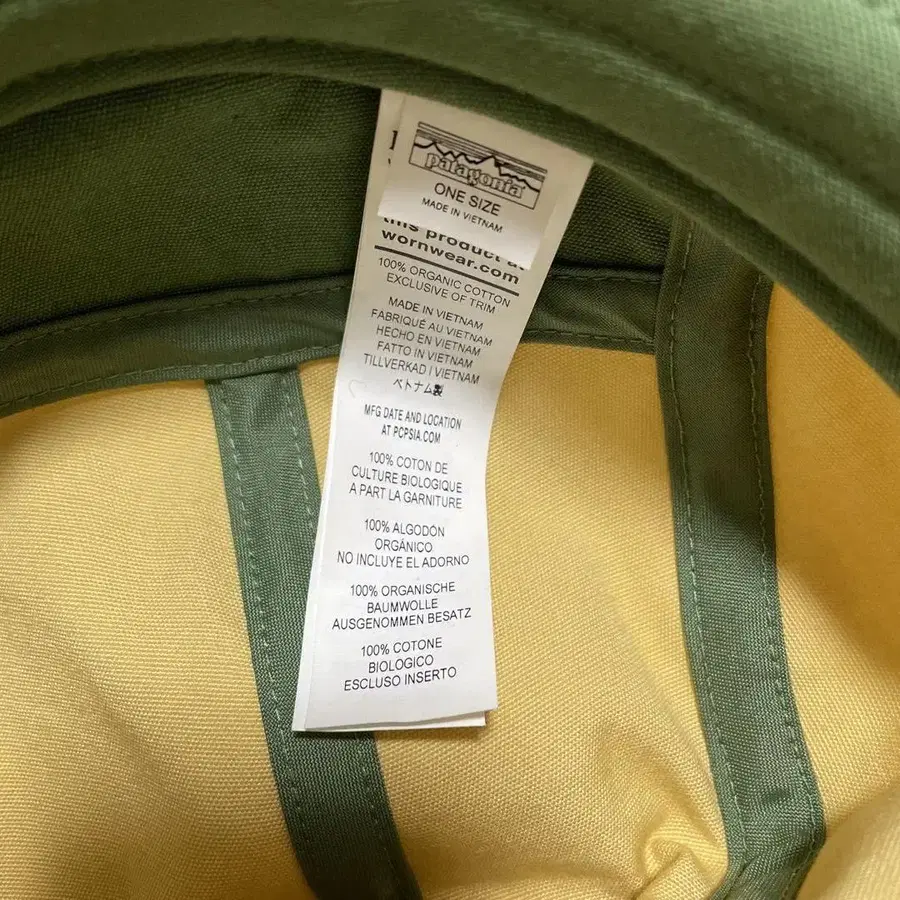 patagonia
ONE SIZE
MADE IN VIETNAM
this product at
wornwear.com
100% ORGANIC COTTON
EXCLUSIVE OF TRIM
MADE IN VIETNAM
FABRIQUÉ AU VIETNAM
HECHO EN VIETNAM
FATTO IN VIETNAM
TILLVERKAD I VIETNAM
ベトナム製
MFG DATE AND LOCATION
AT PCPSIA.COM
100% COTON DE
CULTURE BIOLOGIQUE
A PART LA GARNITURE
100% ALGODÓN
ORGÁNICO
NO INCLUYE EL ADORNO
100% ORGANISCHE
BAUMWOLLE
AUSGENOMMEN BESATZ
100% COTONE
BIOLOGICO
ESCLUSO INSERTO